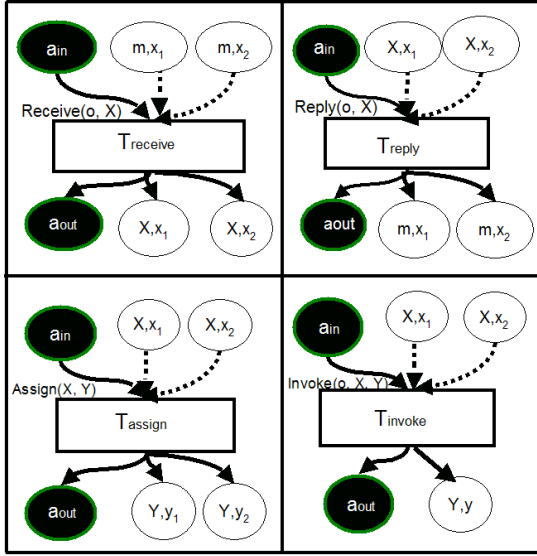 ain m,x1 m,x2
Receive(o, X)
Treceive
aout X,x1 X,x2
ain X,x1 X,x2
Reply(o, X)
Treply
aout m,x1 m,x2
ain X,x1 X,x2
Assign(X, Y)
Tassign
aout Y,y1 Y,y2
ain X,x1 X,x2
Invoke(o, X, Y)
Tinvoke
aout Y,y